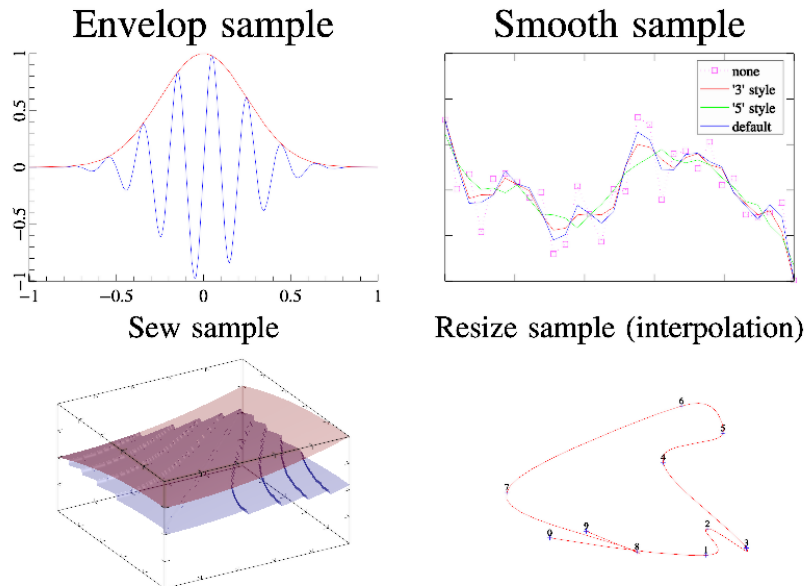 Envelop sample
1
0.5
0
−0.5
−1
−1
−0.5
0
0.5
1
Smooth sample
none
'3' style
'5' style
default
Sew sample
Resize sample (interpolation)
6
5
4
7
2
9
0
8
1
3